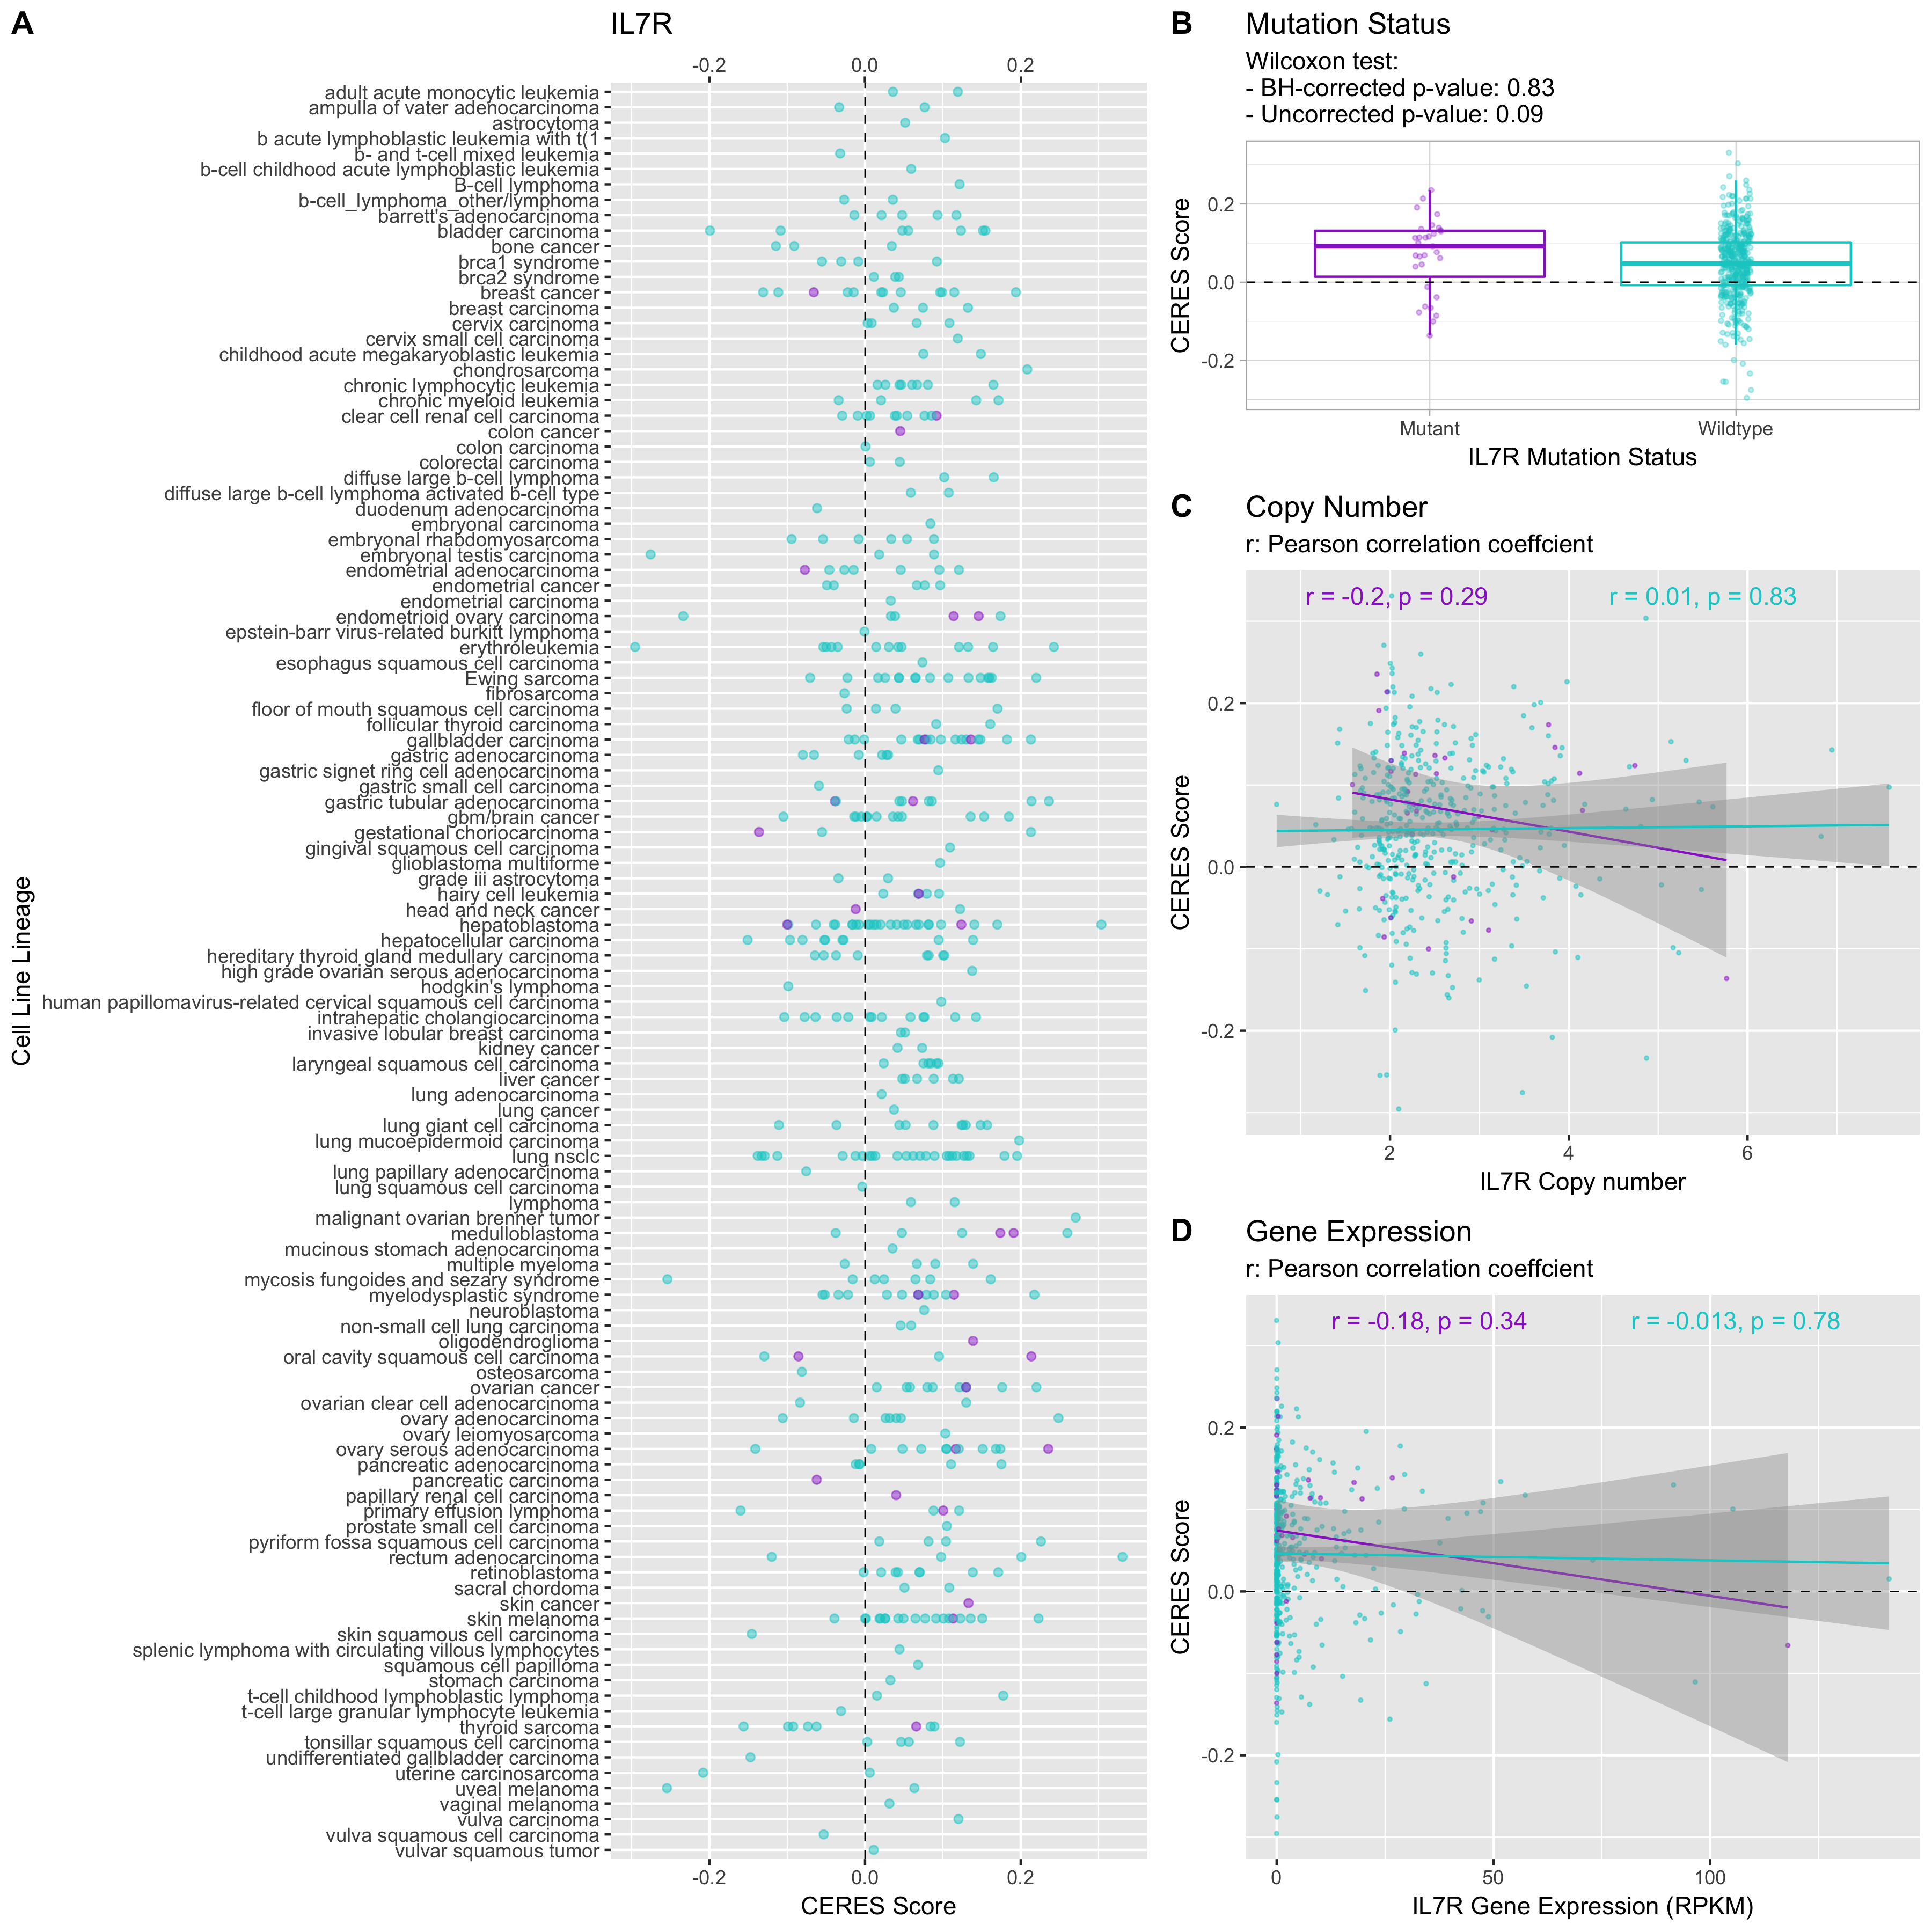 A
IL7R
-0.2 0.0 0.2
adult acute monocytic leukemia
ampulla of vater adenocarcinoma
astrocytoma
b acute lymphoblastic leukemia with t(1
b- and t-cell mixed leukemia
b-cell childhood acute lymphoblastic leukemia
B-cell lymphoma
b-cell_lymphoma_other/lymphoma
barrett's adenocarcinoma
bladder carcinoma
bone cancer
brca1 syndrome
brca2 syndrome
breast cancer
breast carcinoma
cervix carcinoma
cervix small cell carcinoma
childhood acute megakaryoblastic leukemia
chondrosarcoma
chronic lymphocytic leukemia
chronic myeloid leukemia
clear cell renal cell carcinoma
colon cancer
colon carcinoma
colorectal carcinoma
diffuse large b-cell lymphoma
diffuse large b-cell lymphoma activated b-cell type
duodenum adenocarcinoma
embryonal carcinoma
embryonal rhabdomyosarcoma
embryonal testis carcinoma
endometrial adenocarcinoma
endometrial cancer
endometrial carcinoma
endometrioid ovary carcinoma
epstein-barr virus-related burkitt lymphoma
erythroleukemia
esophagus squamous cell carcinoma
Ewing sarcoma
fibrosarcoma
floor of mouth squamous cell carcinoma
follicular thyroid carcinoma
gallbladder carcinoma
gastric adenocarcinoma
gastric signet ring cell adenocarcinoma
gastric small cell carcinoma
gastric tubular adenocarcinoma
gbm/brain cancer
gestational choriocarcinoma
gingival squamous cell carcinoma
glioblastoma multiforme
grade iii astrocytoma
hairy cell leukemia
head and neck cancer
hepatoblastoma
hepatocellular carcinoma
hereditary thyroid gland medullary carcinoma
high grade ovarian serous adenocarcinoma
hodgkin's lymphoma
human papillomavirus-related cervical squamous cell carcinoma
intrahepatic cholangiocarcinoma
invasive lobular breast carcinoma
kidney cancer
laryngeal squamous cell carcinoma
liver cancer
lung adenocarcinoma
lung cancer
lung giant cell carcinoma
lung mucoepidermoid carcinoma
lung nsclc
lung papillary adenocarcinoma
lung squamous cell carcinoma
lymphoma
malignant ovarian brenner tumor
medulloblastoma
mucinous stomach adenocarcinoma
multiple myeloma
mycosis fungoides and sezary syndrome
myelodysplastic syndrome
neuroblastoma
non-small cell lung carcinoma
oligodendroglioma
oral cavity squamous cell carcinoma
osteosarcoma
ovarian cancer
ovarian clear cell adenocarcinoma
ovary adenocarcinoma
ovary leiomyosarcoma
ovary serous adenocarcinoma
pancreatic adenocarcinoma
pancreatic carcinoma
papillary renal cell carcinoma
primary effusion lymphoma
prostate small cell carcinoma
pyriform fossa squamous cell carcinoma
rectum adenocarcinoma
retinoblastoma
sacral chordoma
skin cancer
skin melanoma
skin squamous cell carcinoma
splenic lymphoma with circulating villous lymphocytes
squamous cell papilloma
stomach carcinoma
t-cell childhood lymphoblastic lymphoma
t-cell large granular lymphocyte leukemia
thyroid sarcoma
tonsillar squamous cell carcinoma
undifferentiated gallbladder carcinoma
uterine carcinosarcoma
uveal melanoma
vaginal melanoma
vulva carcinoma
vulva squamous cell carcinoma
vulvar squamous tumor
-0.2 0.0 0.2
CERES Score
Cell Line Lineage
B
Mutation Status
Wilcoxon test:
- BH-corrected p-value: 0.83
- Uncorrected p-value: 0.09
0.2
0.0
-0.2
CERES Score
Mutant Wildtype
IL7R Mutation Status
C
Copy Number
r: Pearson correlation coeffcient
r = -0.2, p = 0.29 r = 0.01, p = 0.83
0.2
0.0
-0.2
CERES Score
2 4 6
IL7R Copy number
D
Gene Expression
r: Pearson correlation coeffcient
r = -0.18, p = 0.34 r = -0.013, p = 0.78
0.2
0.0
-0.2
CERES Score
0 50 100
IL7R Gene Expression (RPKM)